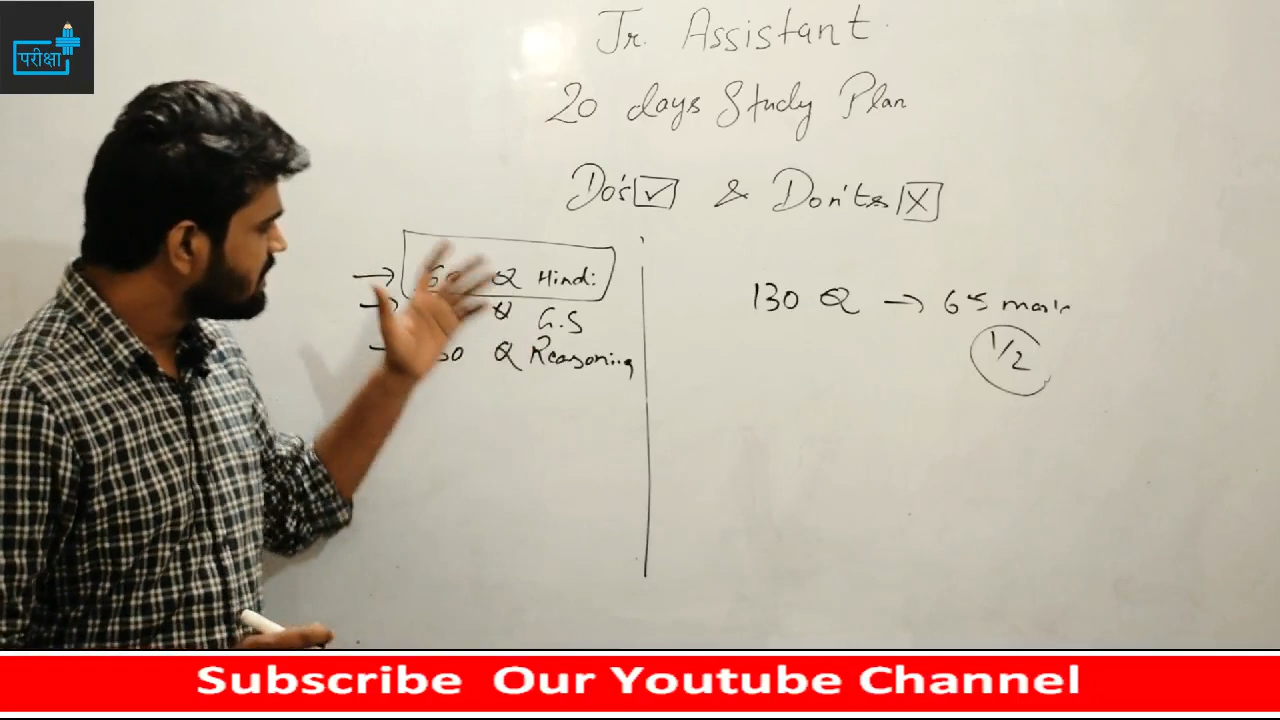 परीक्षा
Jr. Assistant
20 days Study Plan
Do's ✓ & Don'ts X
→ Q Hindi
→ Q G.S
Q Reasoning
130 Q → 65 mark
1/2
Subscribe Our Youtube Channel